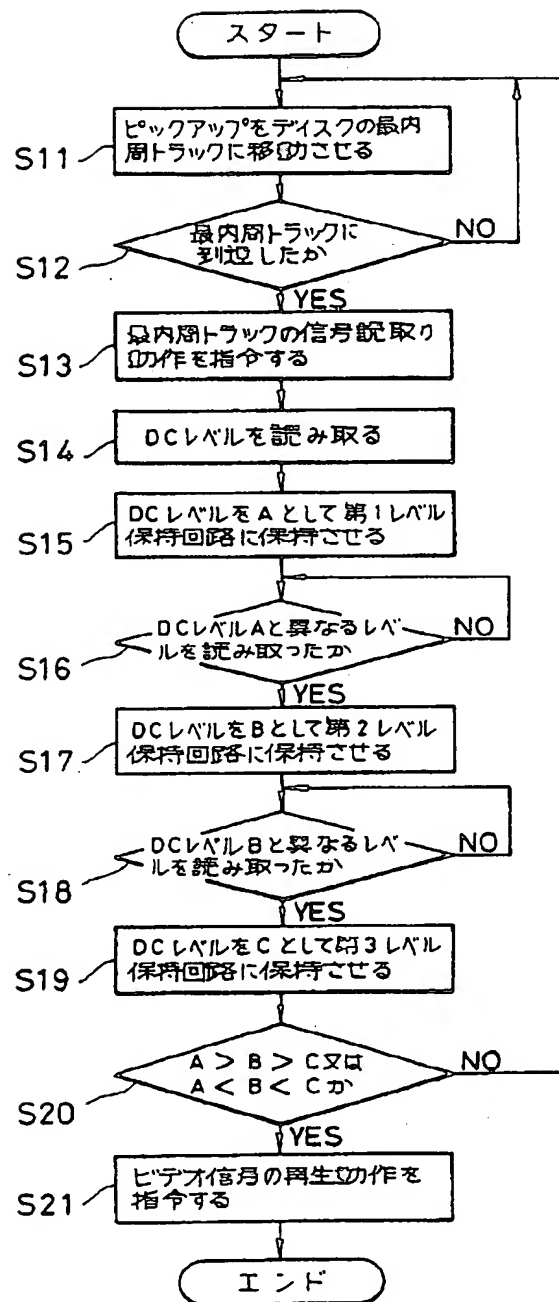 スタート
S11
ピックアップをディスクの最内
周トラックに移動させる
S12
最内周トラックに
到達したか
NO
YES
S13
最内周トラックの信号読取り
動作を指令する
S14
DCレベルを読み取る
S15
DCレベルをAとして第1レベル
保持回路に保持させる
S16
DCレベルAと異なるレベ
ルを読み取ったか
NO
YES
S17
DCレベルをBとして第2レベル
保持回路に保持させる
S18
DCレベルBと異なるレベ
ルを読み取ったか
NO
YES
S19
DCレベルをCとして第3レベル
保持回路に保持させる
S20
A > B > C又は
A < B < Cか
NO
YES
S21
ビデオ信号の再生動作を
指令する
エンド